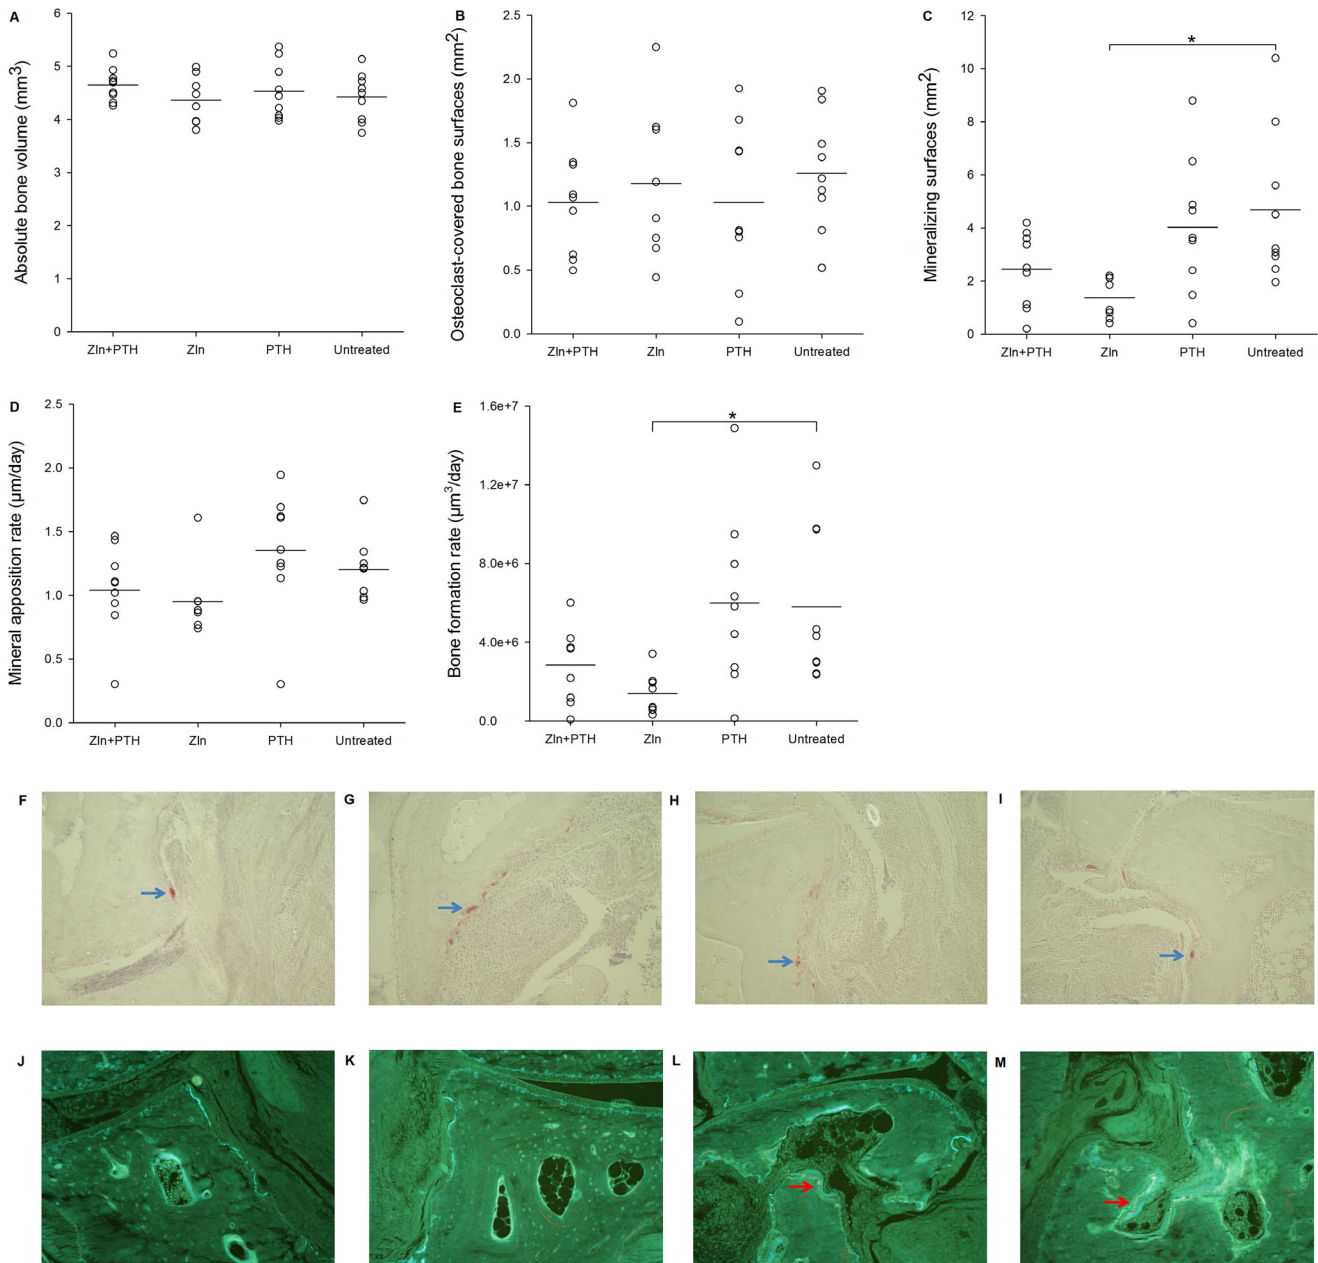 A
Absolute bone volume (mm3)
6
5
4
3
2
1
0
ZIn+PTH ZIn PTH Untreated
B
Osteoclast-covered bone surfaces (mm2)
2.5
2.0
1.5
1.0
0.5
0.0
ZIn+PTH ZIn PTH Untreated
C
Mineralizing surfaces (mm2)
12
10
8
6
4
2
0
*
ZIn+PTH ZIn PTH Untreated
D
Mineral apposition rate (µm/day)
2.5
2.0
1.5
1.0
0.5
0.0
ZIn+PTH ZIn PTH Untreated
E
Bone formation rate (µm3/day)
1.6e+7
1.2e+7
8.0e+6
4.0e+6
0.0
*
ZIn+PTH ZIn PTH Untreated
F G H I
J K L M